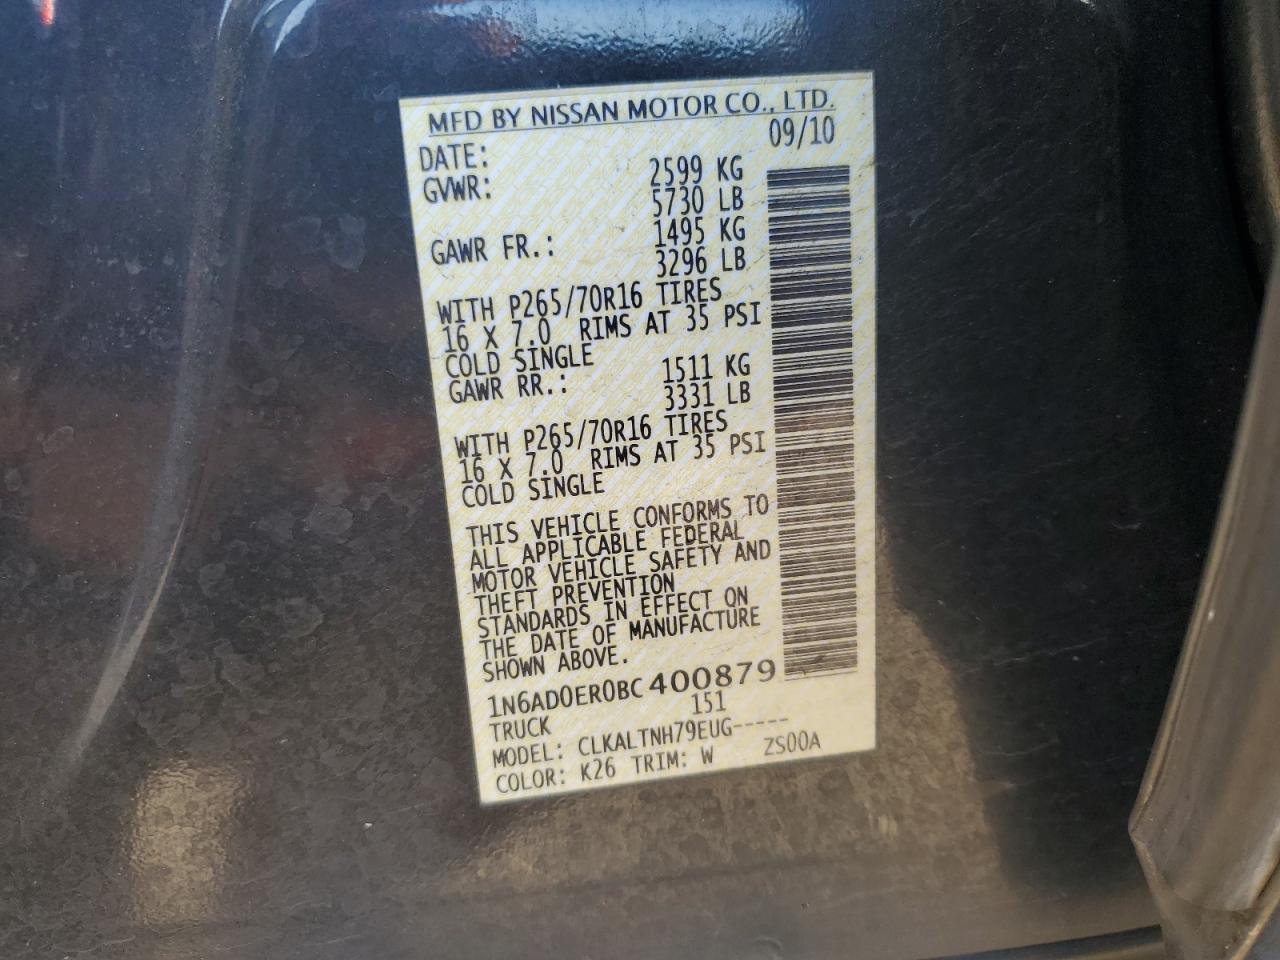 MFD BY NISSAN MOTOR CO., LTD.
DATE: 09/10
GVWR: 2599 KG
5730 LB
GAWR FR.: 1495 KG
3296 LB
WITH P265/70R16 TIRES
16 X 7.0 RIMS AT 35 PSI
COLD SINGLE
GAWR RR.: 1511 KG
3331 LB
WITH P265/70R16 TIRES
16 X 7.0 RIMS AT 35 PSI
COLD SINGLE
THIS VEHICLE CONFORMS TO
ALL APPLICABLE FEDERAL
MOTOR VEHICLE SAFETY AND
THEFT PREVENTION
STANDARDS IN EFFECT ON
THE DATE OF MANUFACTURE
SHOWN ABOVE.
1N6AD0ER0BC400879
TRUCK 151
MODEL: CLKALTNH79EUG-----
COLOR: K26 TRIM: W ZS00A